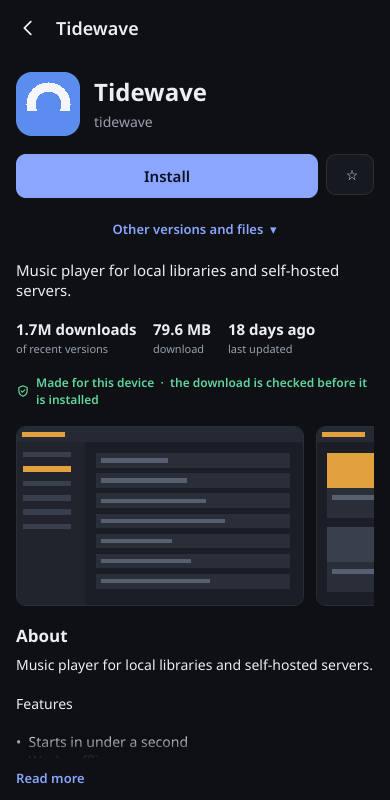 Tidewave
Tidewave
tidewave
Install
☆
Other versions and files ▾
Music player for local libraries and self-hosted
servers.
1.7M downloads 79.6 MB 18 days ago
of recent versions download last updated
Made for this device · the download is checked before it
is installed
About
Music player for local libraries and self-hosted servers.
Features
• Starts in under a second
Read more